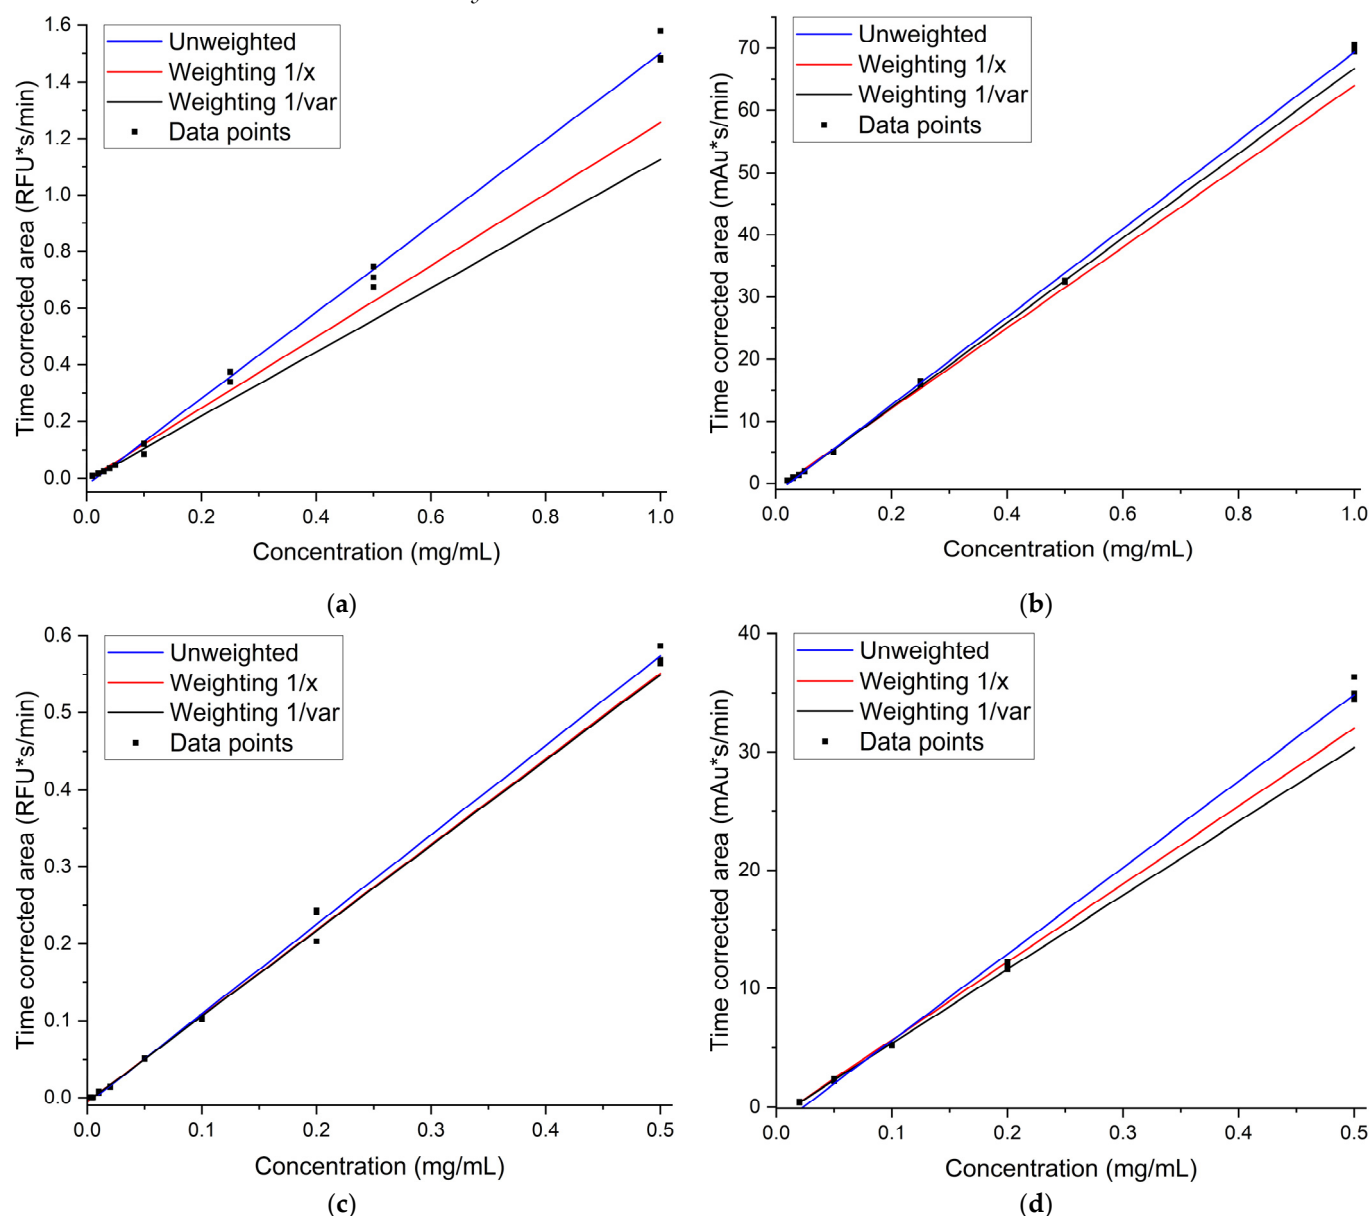 Unweighted
Weighting 1/x
Weighting 1/var
Data points
Time corrected area (RFU*s/min)
1.6
1.4
1.2
1.0
0.8
0.6
0.4
0.2
0.0
0.0 0.2 0.4 0.6 0.8 1.0
Concentration (mg/mL)
(a)
Unweighted
Weighting 1/x
Weighting 1/var
Data points
Time corrected area (mAu*s/min)
70
60
50
40
30
20
10
0
0.0 0.2 0.4 0.6 0.8 1.0
Concentration (mg/mL)
(b)
Unweighted
Weighting 1/x
Weighting 1/var
Data points
Time corrected area (RFU*s/min)
0.6
0.5
0.4
0.3
0.2
0.1
0.0
0.0 0.1 0.2 0.3 0.4 0.5
Concentration (mg/mL)
(c)
Unweighted
Weighting 1/x
Weighting 1/var
Data points
Time corrected area (mAu*s/min)
40
30
20
10
0
0.0 0.1 0.2 0.3 0.4 0.5
Concentration (mg/mL)
(d)